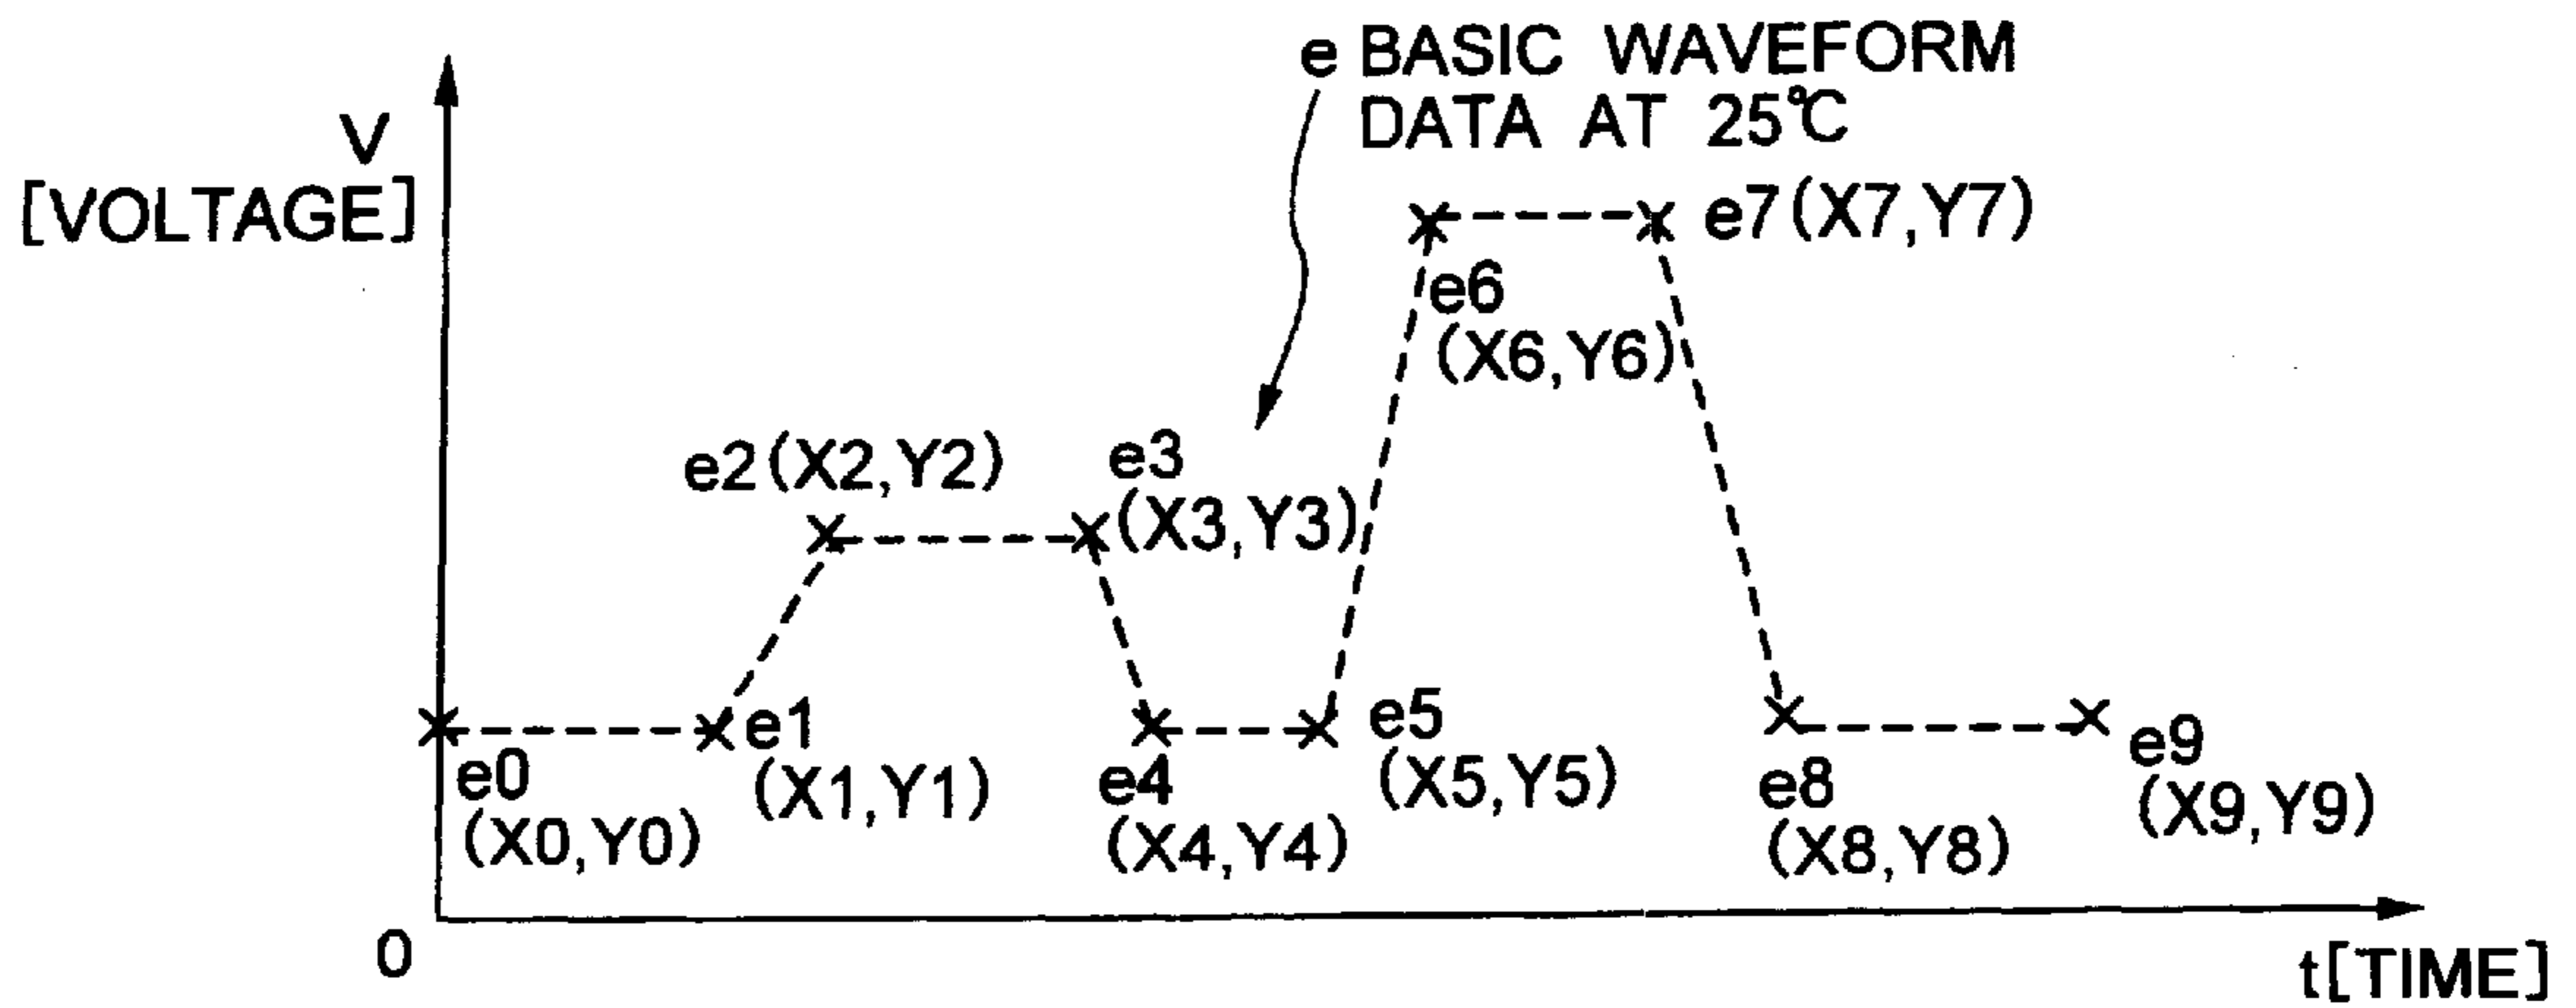 e BASIC WAVEFORM
DATA AT 25℃
V
[VOLTAGE]
e7(X7,Y7)
e6
(X6,Y6)
e2(X2,Y2)
e3
(X3,Y3)
e1
(X1,Y1)
e0
(X0,Y0)
e4
(X4,Y4)
e5
(X5,Y5)
e8
(X8,Y8)
e9
(X9,Y9)
0
t[TIME]